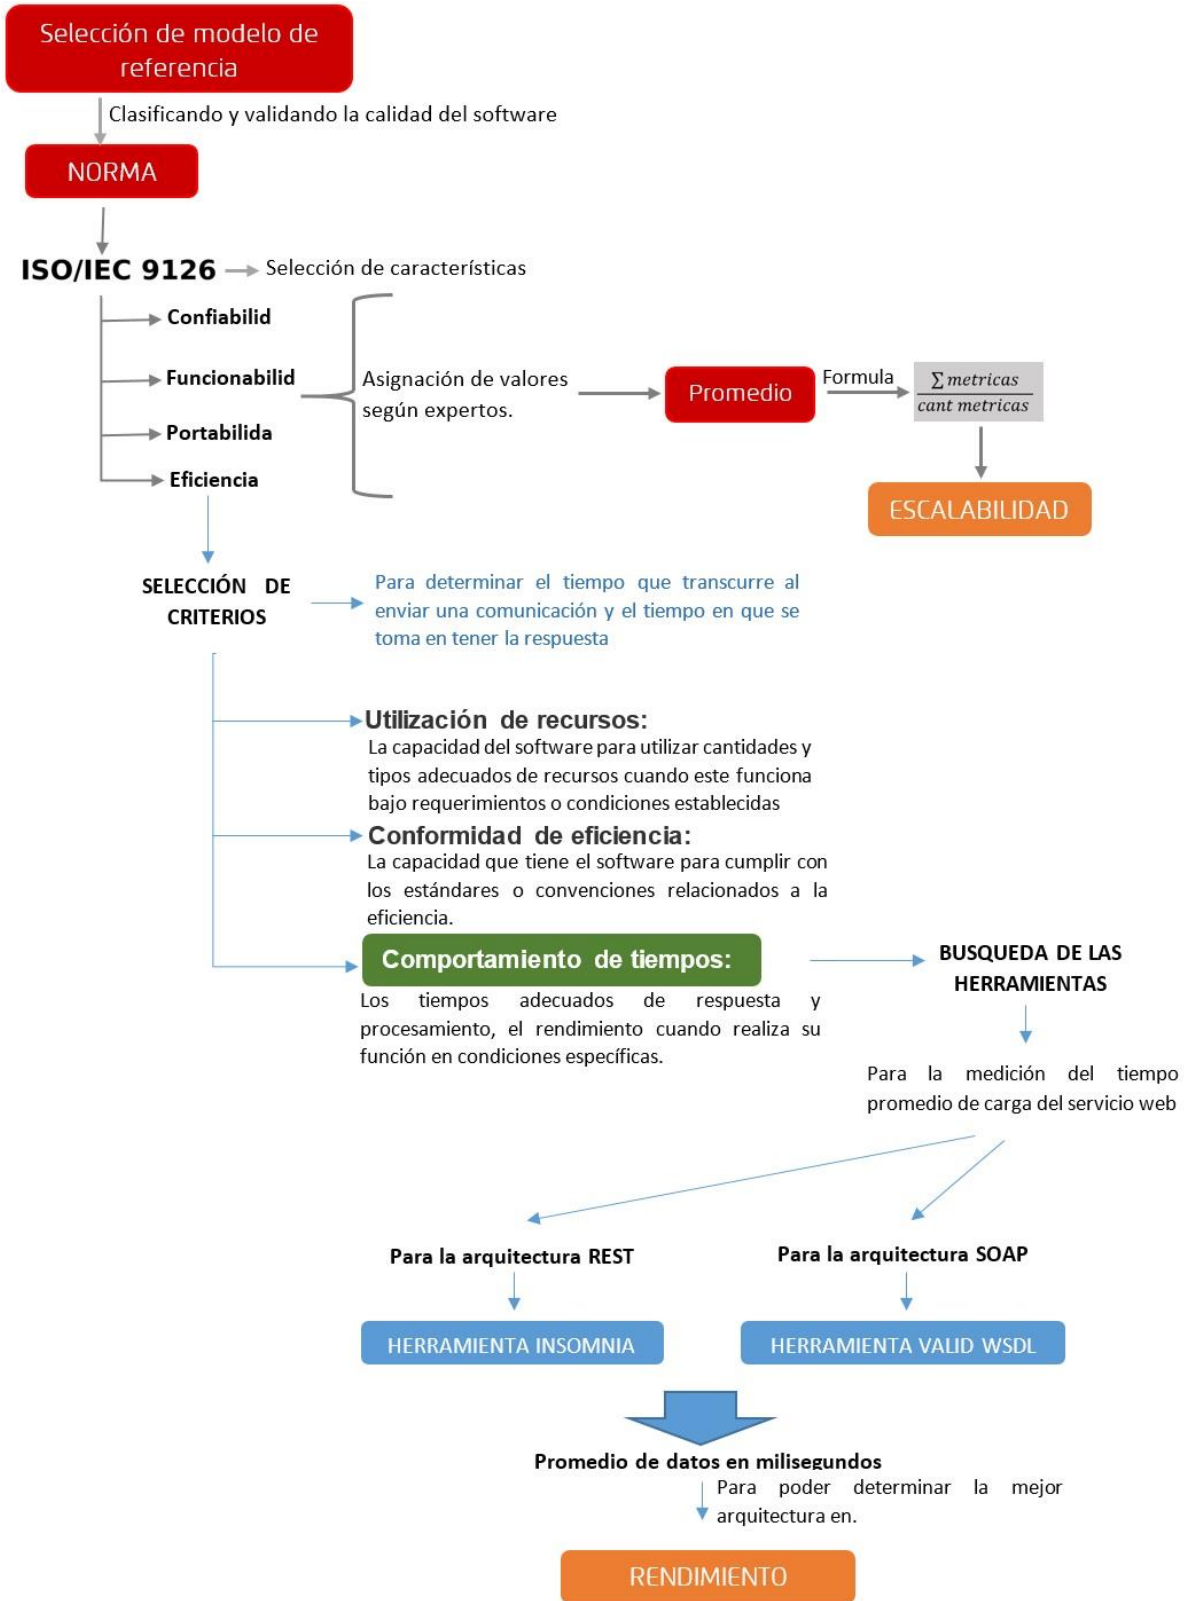 Selección de modelo de
referencia
Clasificando y validando la calidad del software
NORMA
ISO/IEC 9126
Selección de características
Confiabilid
Funcionabilid
Portabilida
Eficiencia
Asignación de valores
según expertos.
Promedio
Formula
∑ metricas
cant metricas
ESCALABILIDAD
SELECCIÓN DE
CRITERIOS
Para determinar el tiempo que transcurre al
enviar una comunicación y el tiempo en que se
toma en tener la respuesta
Utilización de recursos:
La capacidad del software para utilizar cantidades y
tipos adecuados de recursos cuando este funciona
bajo requerimientos o condiciones establecidas
Conformidad de eficiencia:
La capacidad que tiene el software para cumplir con
los estándares o convenciones relacionados a la
eficiencia.
Comportamiento de tiempos:
Los tiempos adecuados de respuesta y
procesamiento, el rendimiento cuando realiza su
función en condiciones específicas.
BUSQUEDA DE LAS
HERRAMIENTAS
Para la medición del tiempo
promedio de carga del servicio web
Para la arquitectura REST
Para la arquitectura SOAP
HERRAMIENTA INSOMNIA
HERRAMIENTA VALID WSDL
Promedio de datos en milisegundos
Para poder determinar la mejor
arquitectura en.
RENDIMIENTO